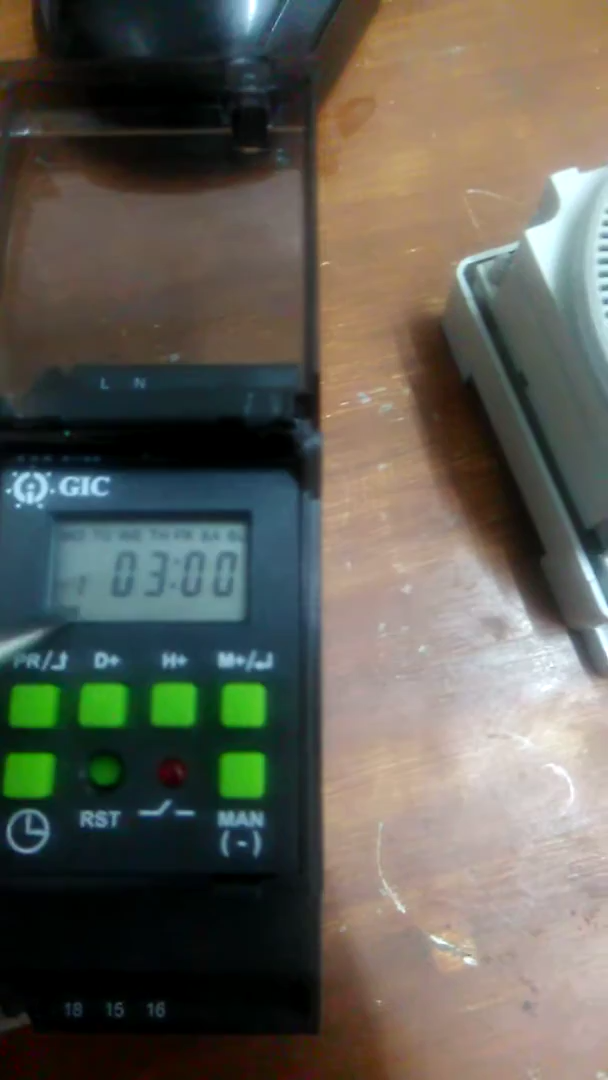 L N
GIC
MO TU WE TH FR SA SU
03:00
PR/ D+ H+ M+/
RST MAN
(-)
18 15 16